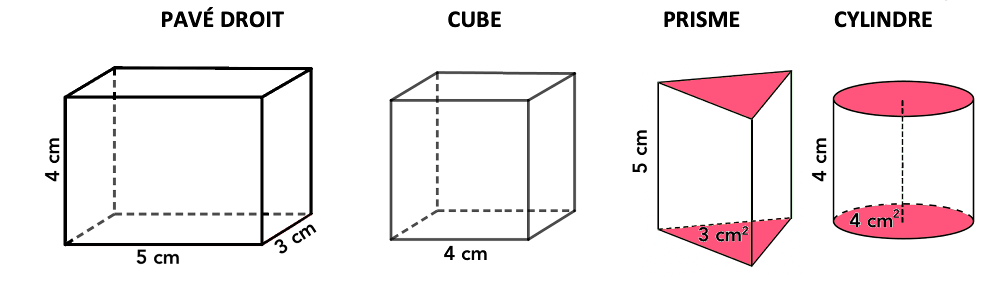 PAVÉ DROIT
CUBE
PRISME
CYLINDRE
4 cm
5 cm
3 cm
4 cm
5 cm
3 cm²
4 cm
4 cm²